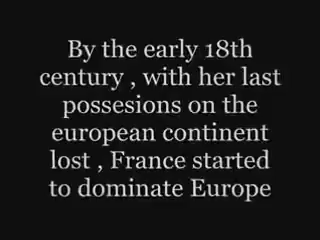 By the early 18th
century , with her last
possesions on the
european continent
lost , France started
to dominate Europe